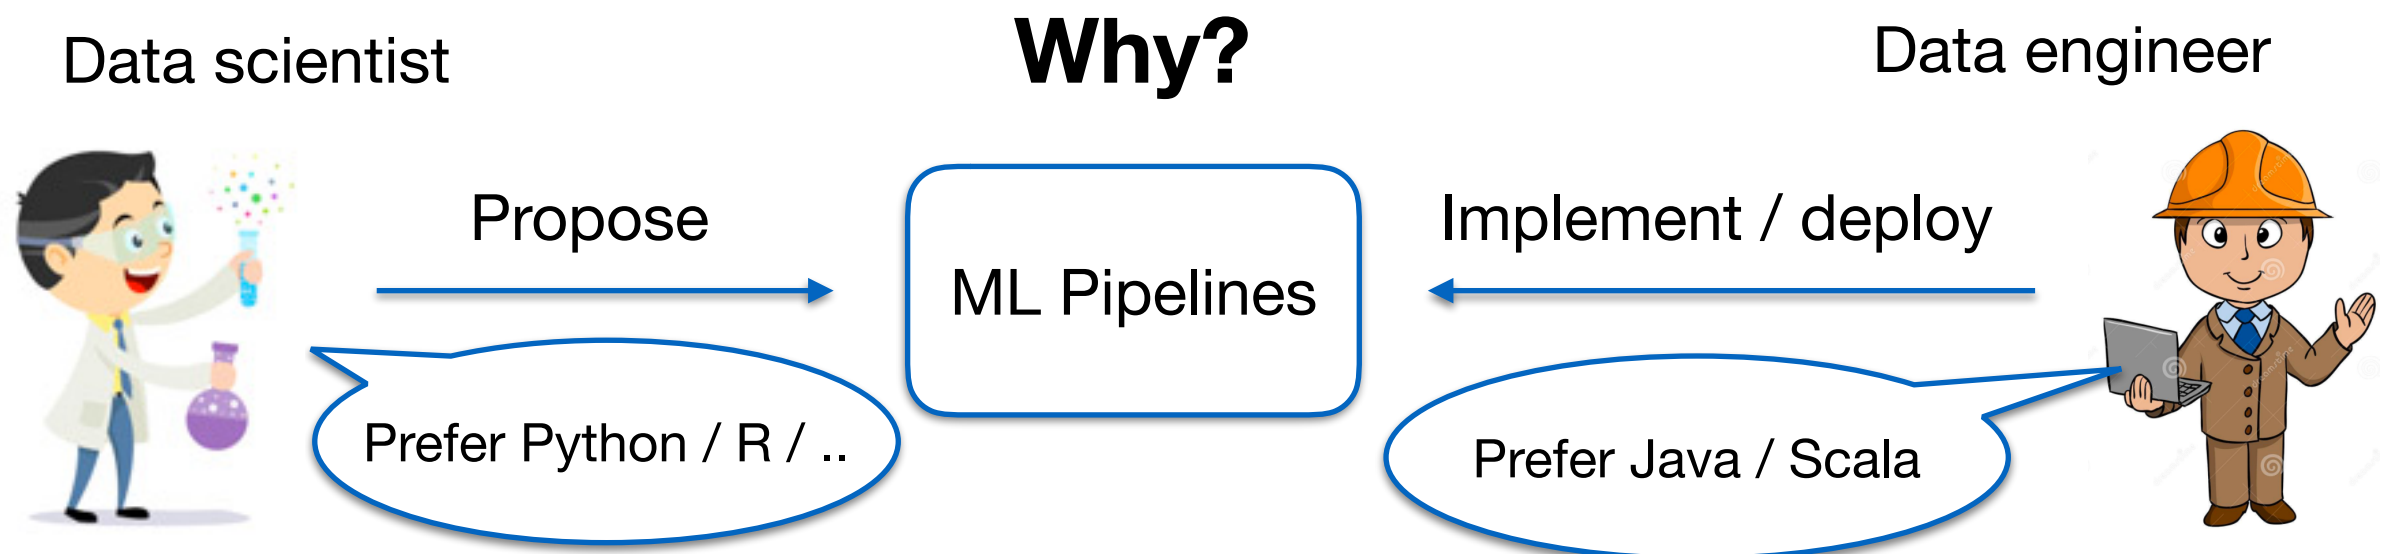 Data scientist
Why?
Data engineer
Propose
Implement / deploy
ML Pipelines
Prefer Python / R / ..
Prefer Java / Scala